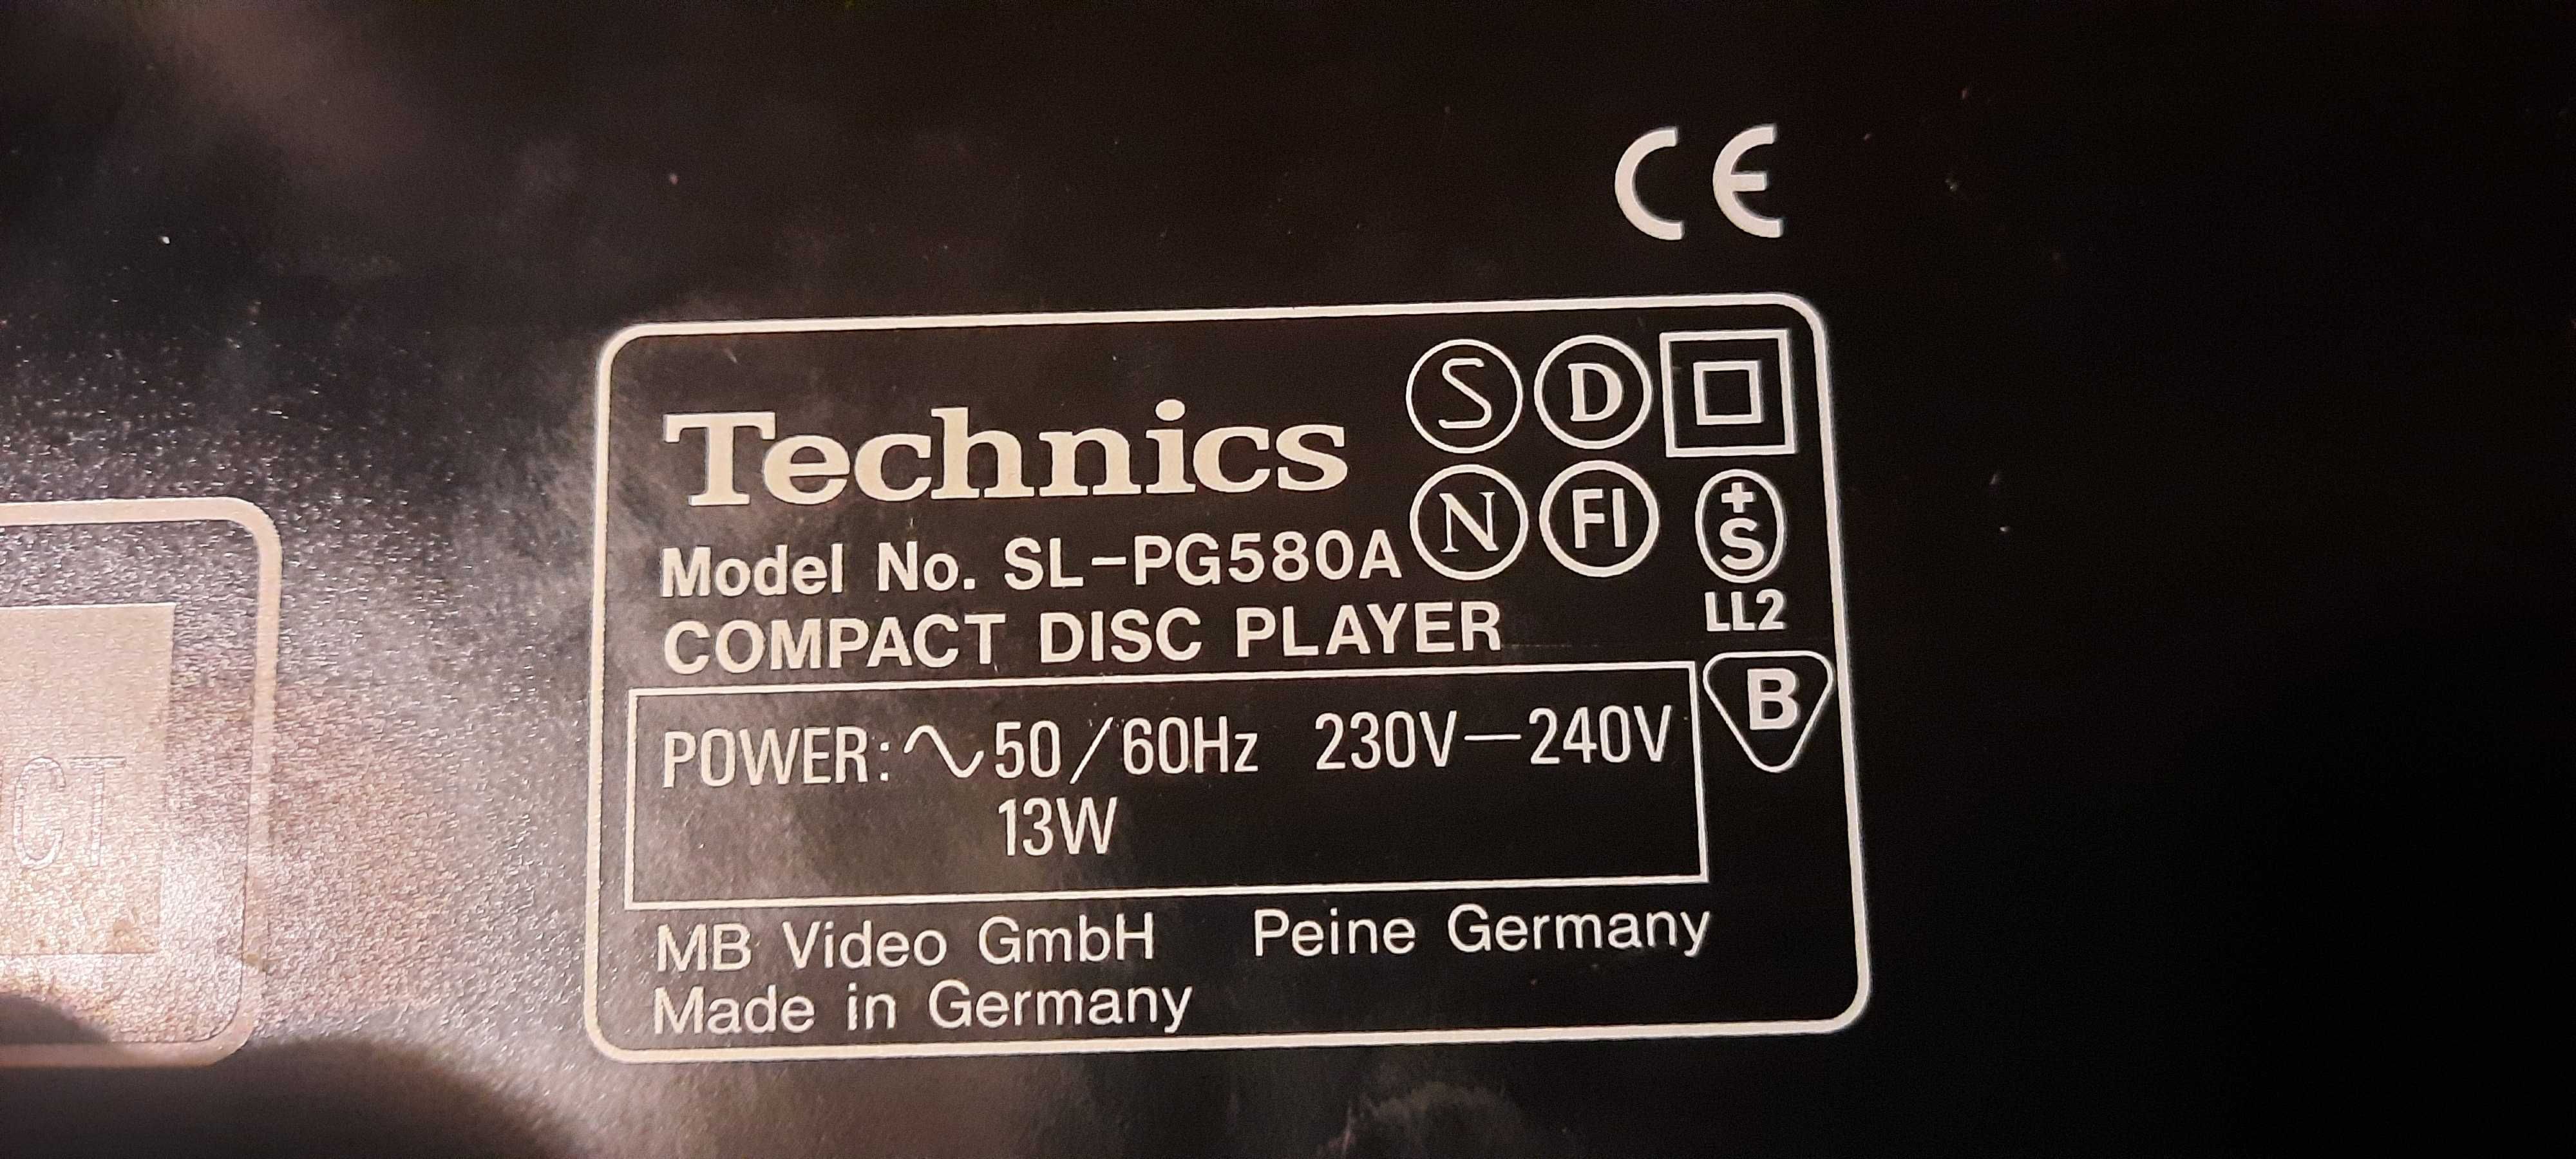 CE
Technics
S D
N FI
+S
LL2
Model No. SL-PG580A
COMPACT DISC PLAYER
B
POWER: ∿50/60Hz 230V—240V
13W
MB Video GmbH Peine Germany
Made in Germany